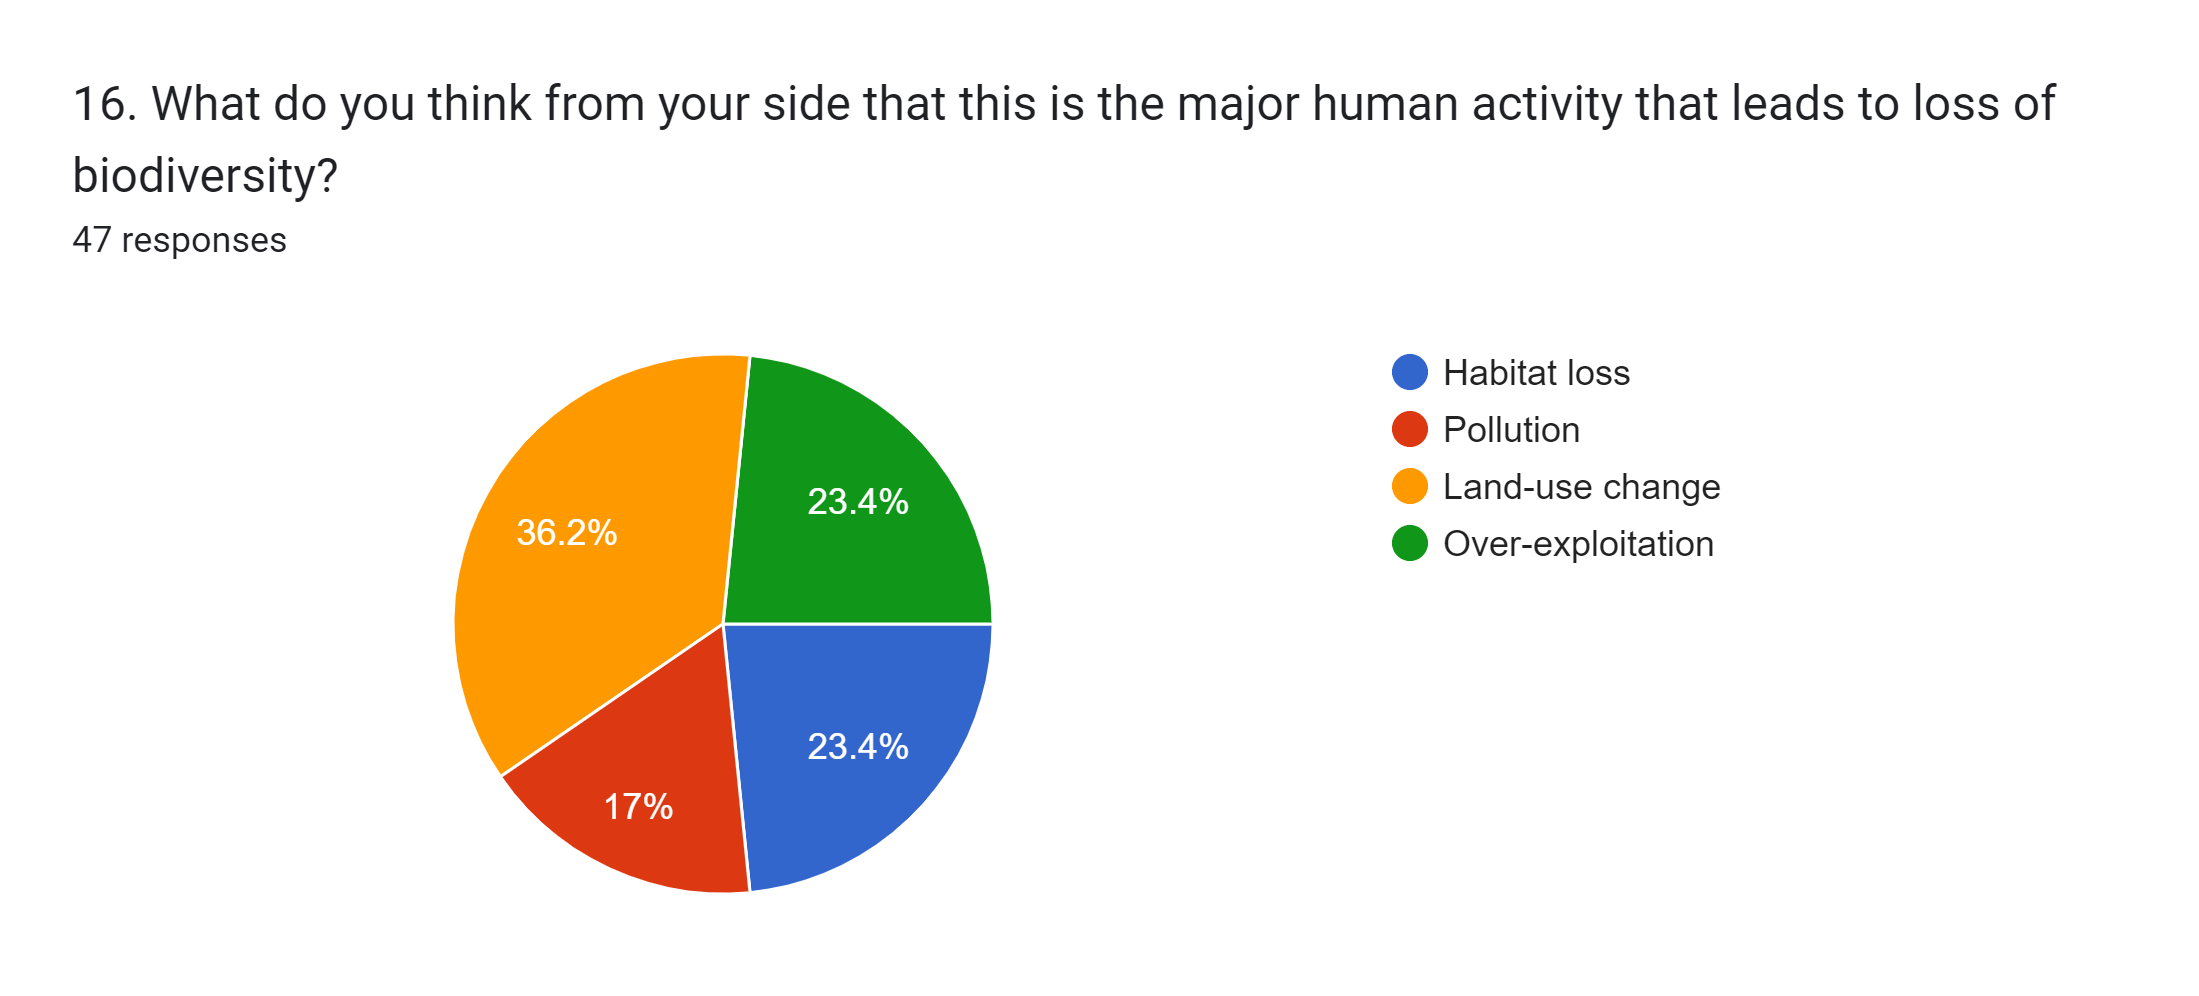 16. What do you think from your side that this is the major human activity that leads to loss of
biodiversity?
47 responses
23.4%
36.2%
23.4%
17%
Habitat loss
Pollution
Land-use change
Over-exploitation